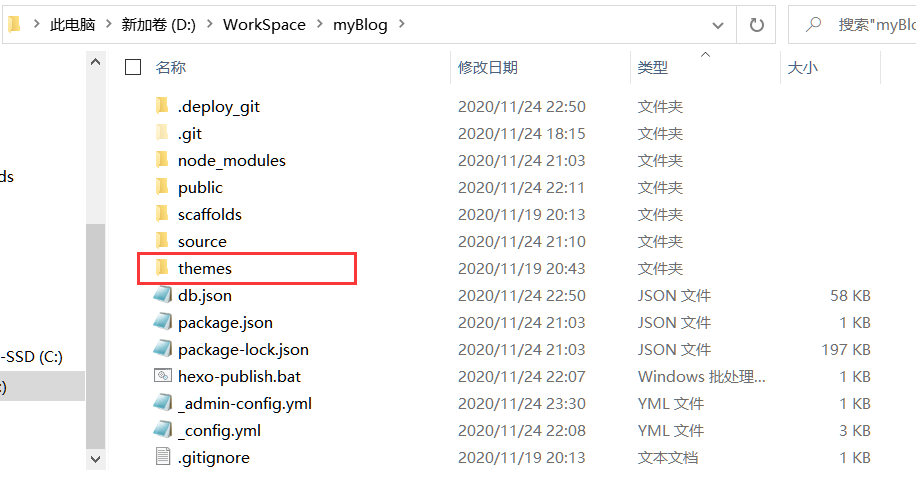 此电脑 新加卷 (D:) WorkSpace myBlog 搜索"myBlo
名称 修改日期 类型 大小
.deploy_git 2020/11/24 22:50 文件夹
.git 2020/11/24 18:15 文件夹
node_modules 2020/11/24 21:03 文件夹
ds
public 2020/11/24 22:11 文件夹
scaffolds 2020/11/19 20:13 文件夹
source 2020/11/24 21:10 文件夹
themes 2020/11/19 20:43 文件夹
db.json 2020/11/24 22:50 JSON 文件 58 KB
package.json 2020/11/24 21:03 JSON 文件 1 KB
-SSD (C:)
package-lock.json 2020/11/24 21:03 JSON 文件 197 KB
:)
hexo-publish.bat 2020/11/24 22:07 Windows 批处理... 1 KB
_admin-config.yml 2020/11/24 23:30 YML 文件 1 KB
_config.yml 2020/11/24 22:08 YML 文件 3 KB
.gitignore 2020/11/19 20:13 文本文档 1 KB